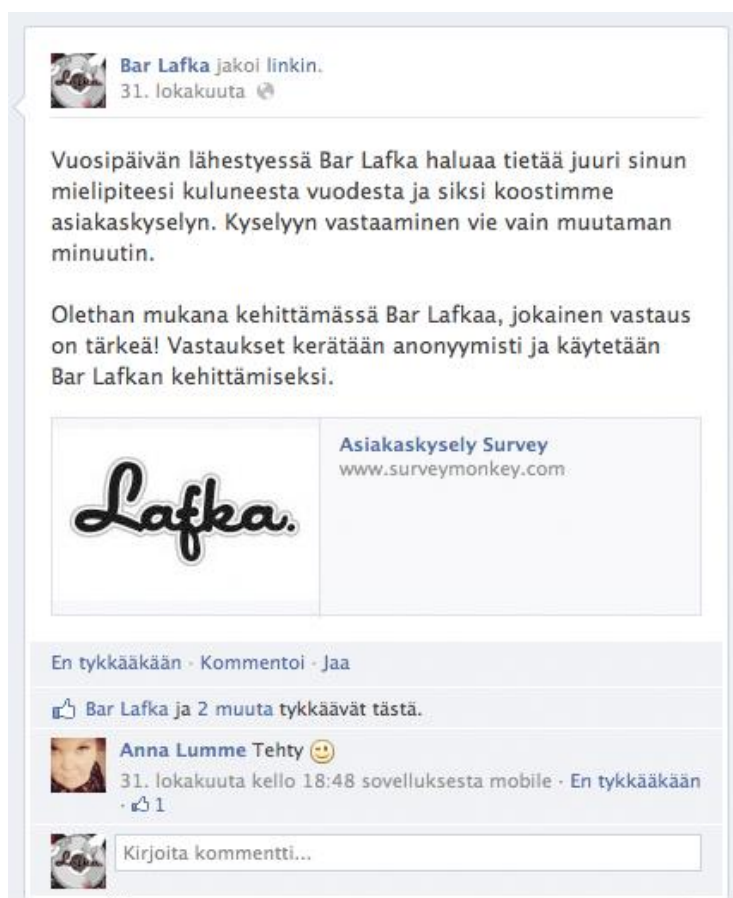 Bar Lafka jakoi linkin.
31. lokakuuta
Vuosipäivän lähestyessä Bar Lafka haluaa tietää juuri sinun
mielipiteesi kuluneesta vuodesta ja siksi koostimme
asiakaskyselyn. Kyselyyn vastaaminen vie vain muutaman
minuutin.
Olethan mukana kehittämässä Bar Lafkaa, jokainen vastaus
on tärkeä! Vastaukset kerätään anonyymisti ja käytetään
Bar Lafkan kehittämiseksi.
Lafka.
Asiakaskysely Survey
www.surveymonkey.com
En tykkääkään · Kommentoi · Jaa
Bar Lafka ja 2 muuta tykkäävät tästä.
Anna Lumme Tehty
31. lokakuuta kello 18:48 sovelluksesta mobile · En tykkääkään
· 1
Kirjoita kommentti...